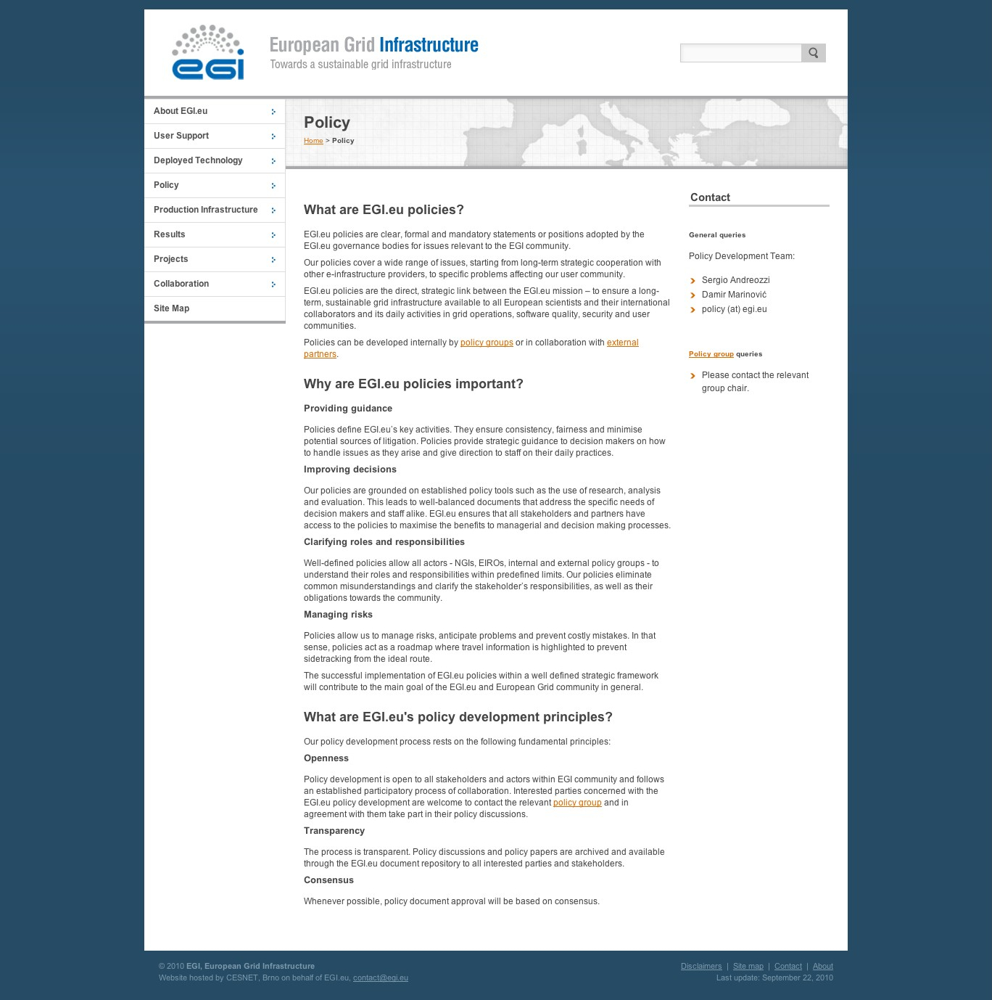 EGI
European Grid Infrastructure
Towards a sustainable grid infrastructure
About EGI.eu
User Support
Deployed Technology
Policy
Production Infrastructure
Results
Projects
Collaboration
Site Map
Policy
Home > Policy
What are EGI.eu policies?
EGI.eu policies are clear, formal and mandatory statements or positions adopted by the
EGI.eu governance bodies for issues relevant to the EGI community.
Our policies cover a wide range of issues, starting from long-term strategic cooperation with
other e-infrastructure providers, to specific problems affecting our user community.
EGI.eu policies are the direct, strategic link between the EGI.eu mission – to ensure a long-
term, sustainable grid infrastructure available to all European scientists and their international
collaborators and its daily activities in grid operations, software quality, security and user
communities.
Policies can be developed internally by policy groups or in collaboration with external
partners.
Why are EGI.eu policies important?
Providing guidance
Policies define EGI.eu's key activities. They ensure consistency, fairness and minimise
potential sources of litigation. Policies provide strategic guidance to decision makers on how
to handle issues as they arise and give direction to staff on their daily practices.
Improving decisions
Our policies are grounded on established policy tools such as the use of research, analysis
and evaluation. This leads to well-balanced documents that address the specific needs of
decision makers and staff alike. EGI.eu ensures that all stakeholders and partners have
access to the policies to maximise the benefits to managerial and decision making processes.
Clarifying roles and responsibilities
Well-defined policies allow all actors - NGIs, EIROs, internal and external policy groups - to
understand their roles and responsibilities within predefined limits. Our policies eliminate
common misunderstandings and clarify the stakeholder's responsibilities, as well as their
obligations towards the community.
Managing risks
Policies allow us to manage risks, anticipate problems and prevent costly mistakes. In that
sense, policies act as a roadmap where travel information is highlighted to prevent
sidetracking from the ideal route.
The successful implementation of EGI.eu policies within a well defined strategic framework
will contribute to the main goal of the EGI.eu and European Grid community in general.
What are EGI.eu's policy development principles?
Our policy development process rests on the following fundamental principles:
Openness
Policy development is open to all stakeholders and actors within EGI community and follows
an established participatory process of collaboration. Interested parties concerned with the
EGI.eu policy development are welcome to contact the relevant policy group and in
agreement with them take part in their policy discussions.
Transparency
The process is transparent. Policy discussions and policy papers are archived and available
through the EGI.eu document repository to all interested parties and stakeholders.
Consensus
Whenever possible, policy document approval will be based on consensus.
Contact
General queries
Policy Development Team:
Sergio Andreozzi
Damir Marinović
policy (at) egi.eu
Policy group queries
Please contact the relevant
group chair.
© 2010 EGI, European Grid Infrastructure
Website hosted by CESNET, Brno on behalf of EGI.eu, contact@egi.eu
Disclaimers | Site map | Contact | About
Last update: September 22, 2010